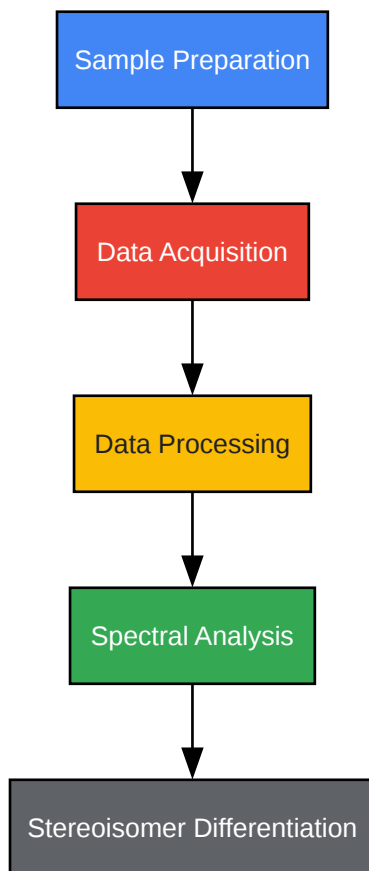 Sample Preparation
Data Acquisition
Data Processing
Spectral Analysis
Stereoisomer Differentiation